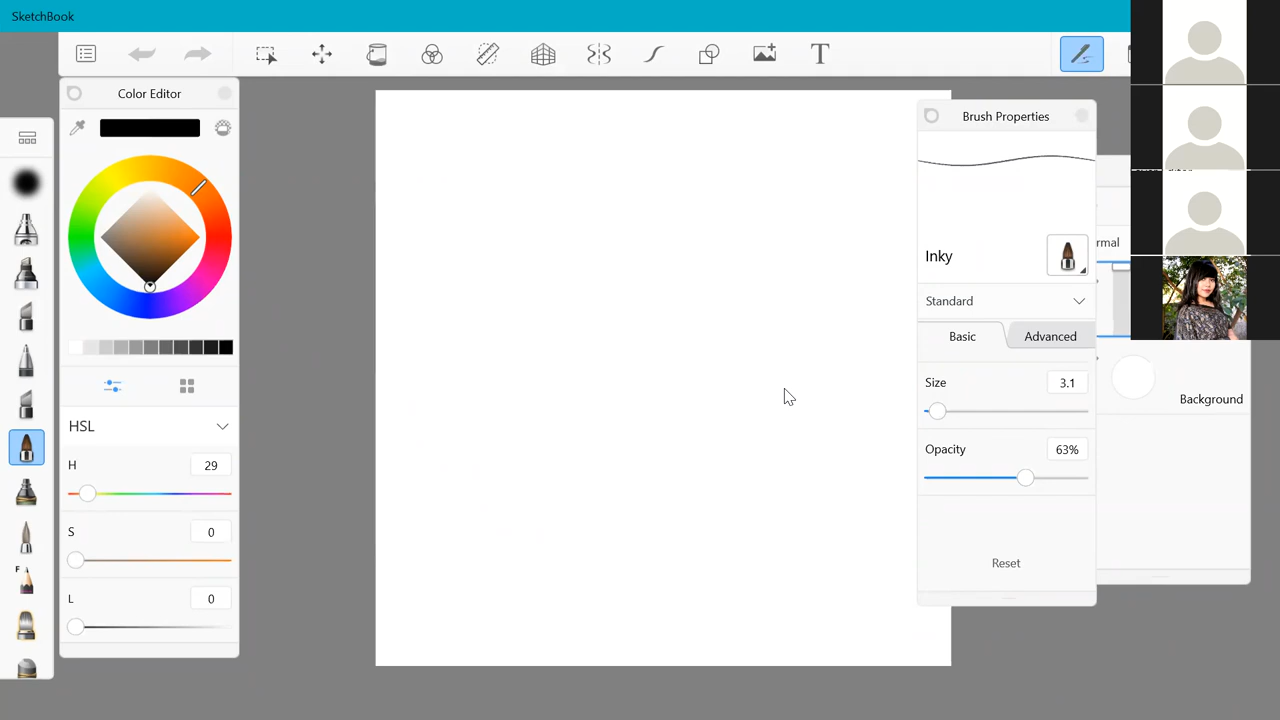 SketchBook
T
Color Editor
Brush Properties
Inky
rmal
Standard
Basic
Advanced
Size
3.1
Background
HSL
Opacity
63%
H
29
S
0
Reset
F
L
0